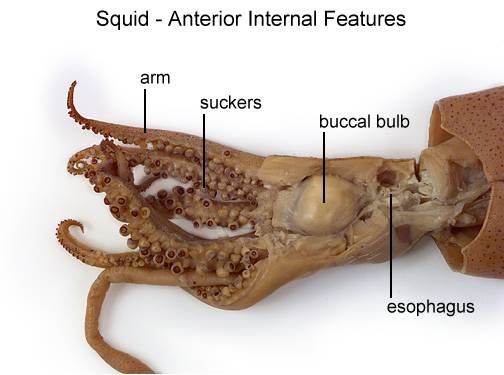 Squid - Anterior Internal Features
arm
suckers
buccal bulb
esophagus